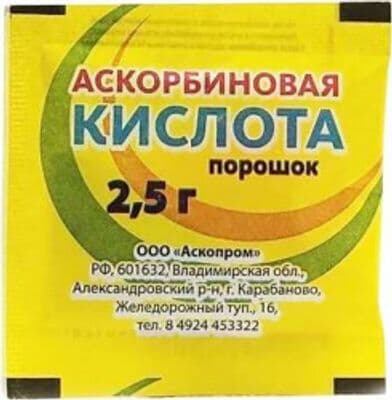 АСКОРБИНОВАЯ
КИСЛОТА
порошок
2,5 г
ООО «Аскопром»
РФ, 601632, Владимирская обл.,
Александровский р-н, г. Карабаново,
Желедорожный туп., 16,
тел. 8 4924 453322